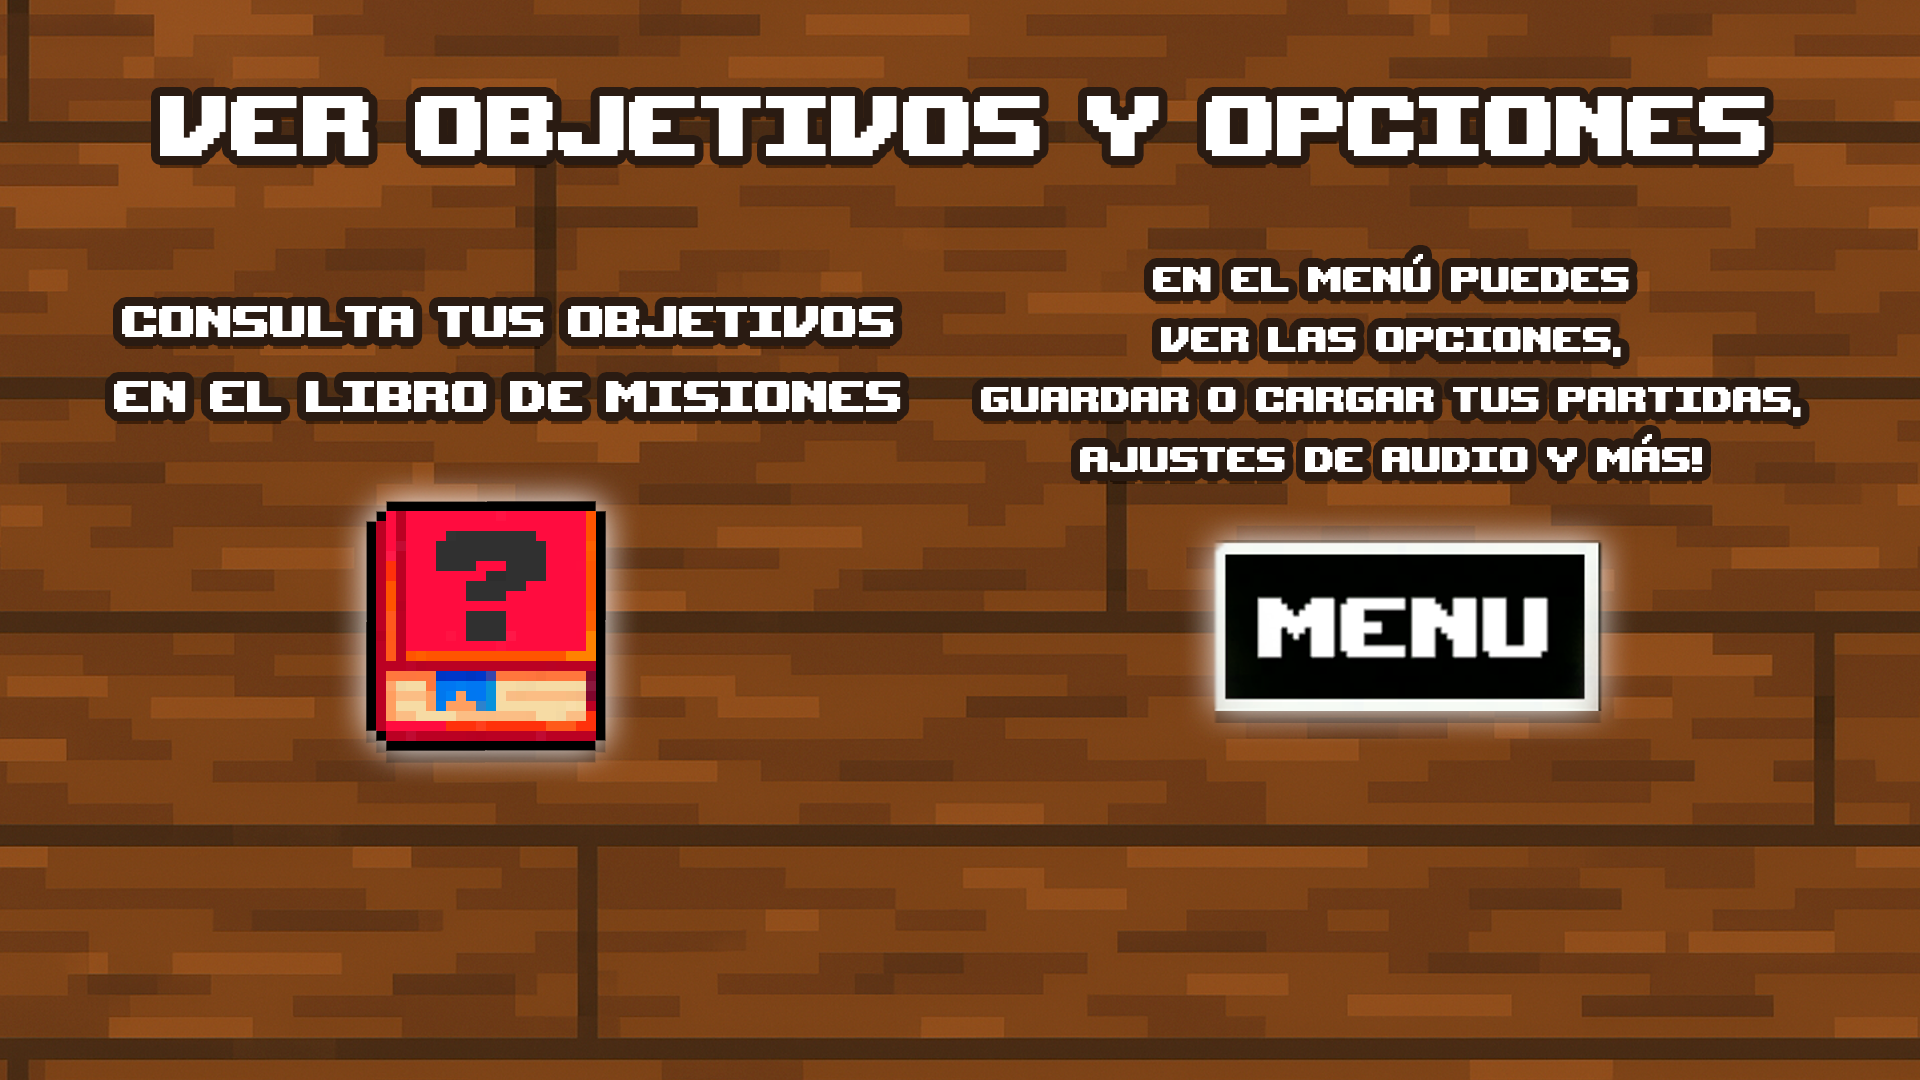 VER OBJETIVOS Y OPCIONES
CONSULTA TUS OBJETIVOS
EN EL LIBRO DE MISIONES
?
EN EL MENÚ PUEDES
VER LAS OPCIONES,
GUARDAR O CARGAR TUS PARTIDAS,
AJUSTES DE AUDIO Y MÁS!
MENU